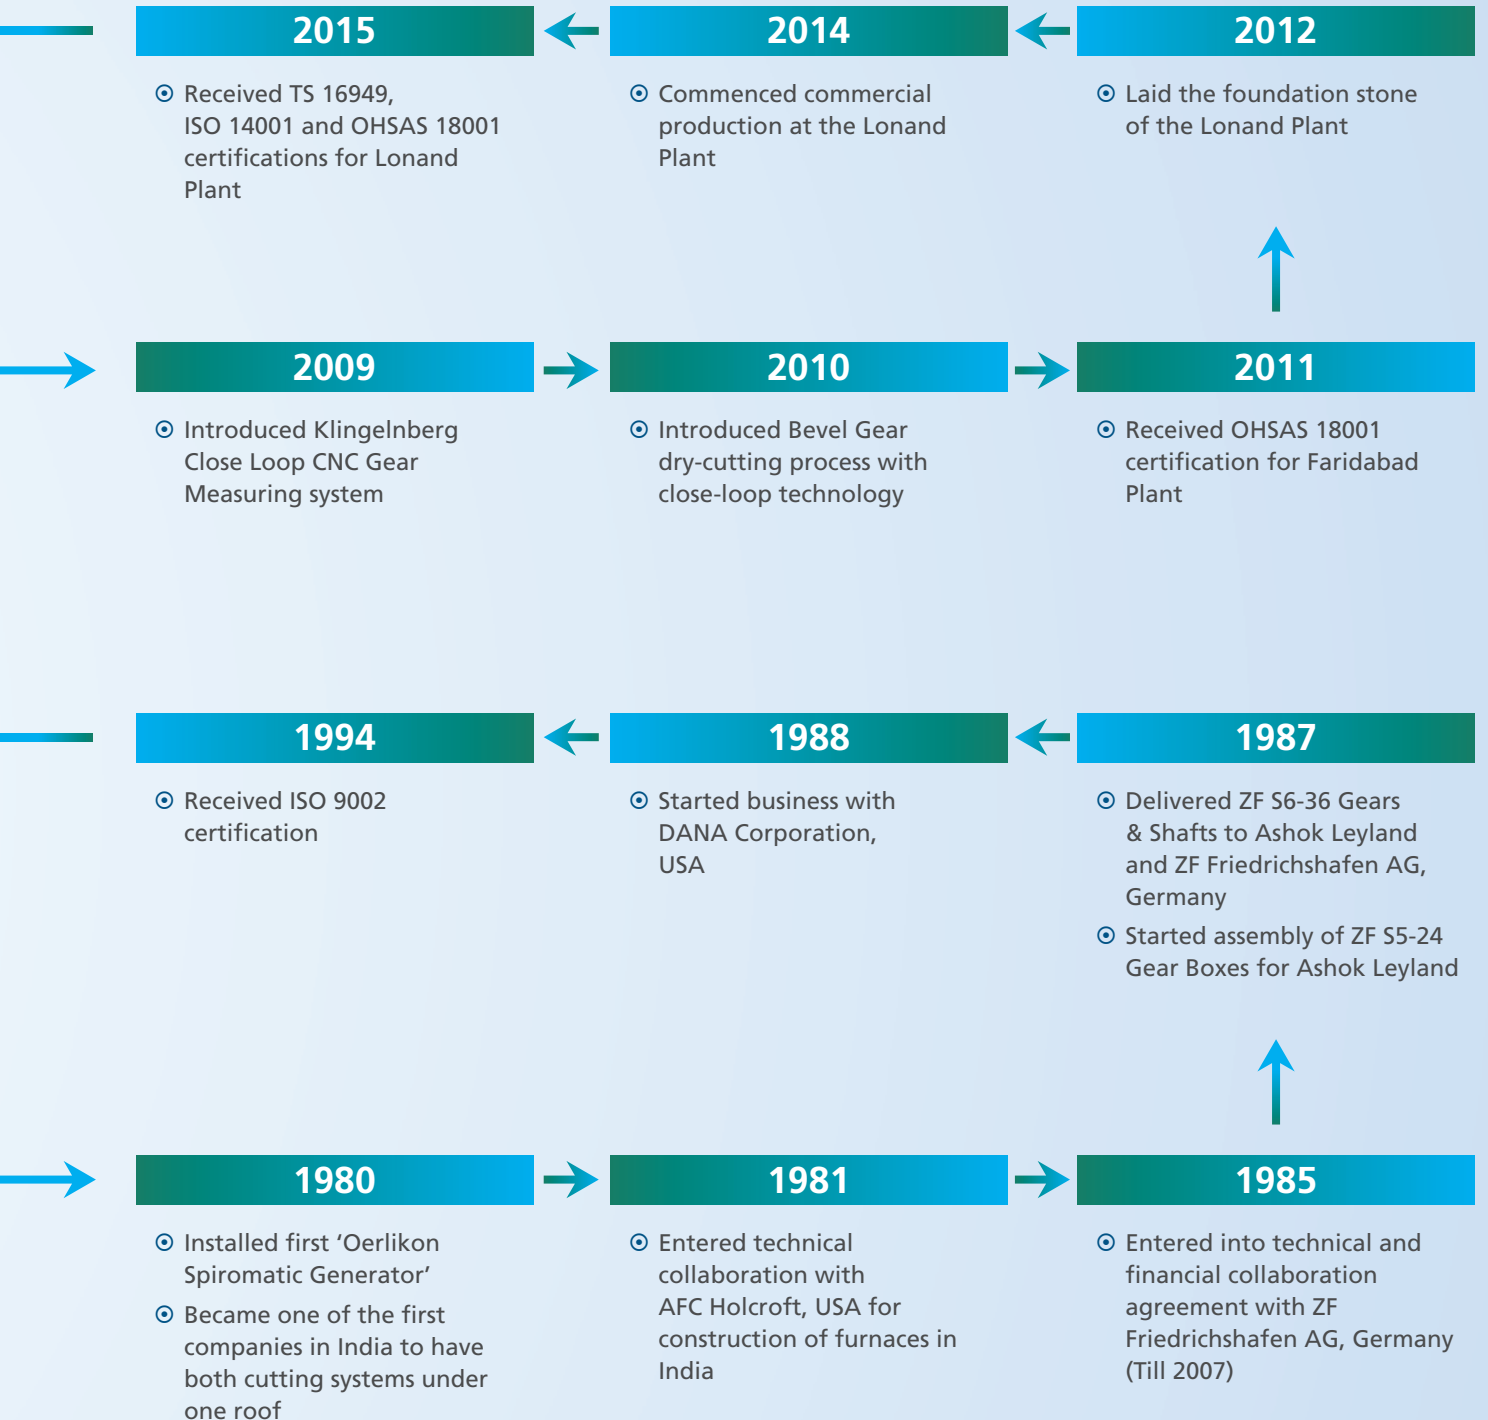 2015
Received TS 16949,
ISO 14001 and OHSAS 18001
certifications for Lonand
Plant
2014
Commenced commercial
production at the Lonand
Plant
2012
Laid the foundation stone
of the Lonand Plant
2009
Introduced Klingelnberg
Close Loop CNC Gear
Measuring system
2010
Introduced Bevel Gear
dry-cutting process with
close-loop technology
2011
Received OHSAS 18001
certification for Faridabad
Plant
1994
Received ISO 9002
certification
1988
Started business with
DANA Corporation,
USA
1987
Delivered ZF S6-36 Gears
& Shafts to Ashok Leyland
and ZF Friedrichshafen AG,
Germany
Started assembly of ZF S5-24
Gear Boxes for Ashok Leyland
1980
Installed first ‘Oerlikon
Spiromatic Generator’
Became one of the first
companies in India to have
both cutting systems under
one roof
1981
Entered technical
collaboration with
AFC Holcroft, USA for
construction of furnaces in
India
1985
Entered into technical and
financial collaboration
agreement with ZF
Friedrichshafen AG, Germany
(Till 2007)